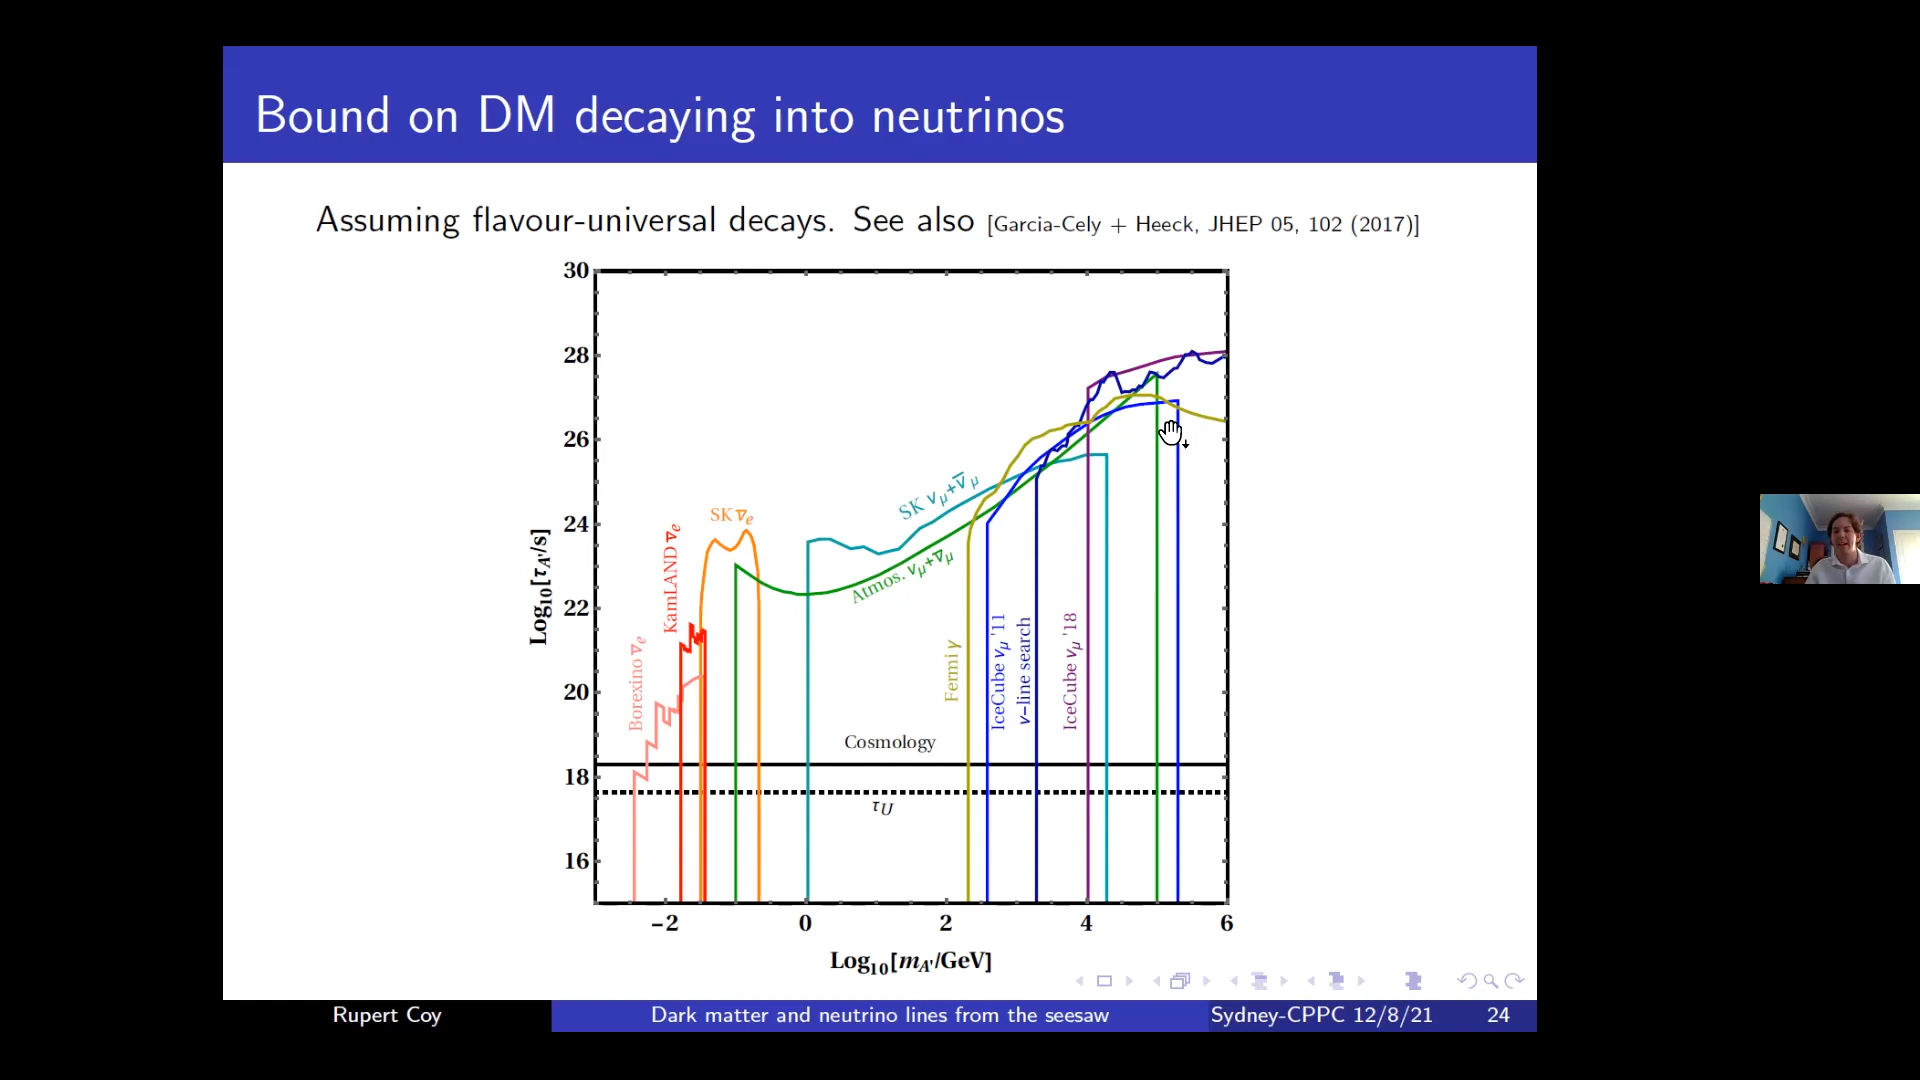 Bound on DM decaying into neutrinos
Assuming flavour-universal decays. See also [Garcia-Cely + Heeck, JHEP 05, 102 (2017)]
30
28
26
24
22
20
18
16
Log₁₀[τ_A'/s]
Borexino ν̄ₑ
KamLAND ν̄ₑ
SK ν̄ₑ
SK ν_μ+ν̄_μ
Atmos. ν_μ+ν̄_μ
Fermi γ
IceCube ν_μ '11
ν–line search
IceCube ν_μ '18
Cosmology
τ_U
−2 0 2 4 6
Log₁₀[m_A'/GeV]
Rupert Coy Dark matter and neutrino lines from the seesaw Sydney-CPPC 12/8/21 24